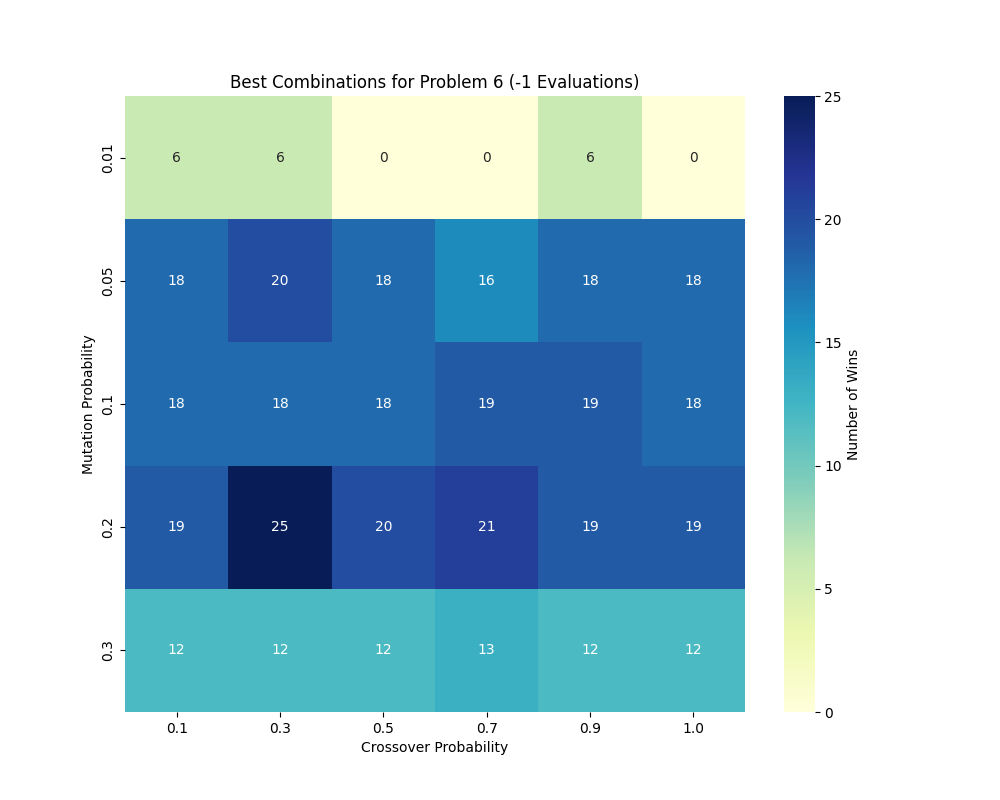 Best Combinations for Problem 6 (-1 Evaluations)
Mutation Probability
0.01 6 6 0 0 6 0
0.05 18 20 18 16 18 18
0.1 18 18 18 19 19 18
0.2 19 25 20 21 19 19
0.3 12 12 12 13 12 12
0.1 0.3 0.5 0.7 0.9 1.0
Crossover Probability
25
20
15
10
5
0
Number of Wins